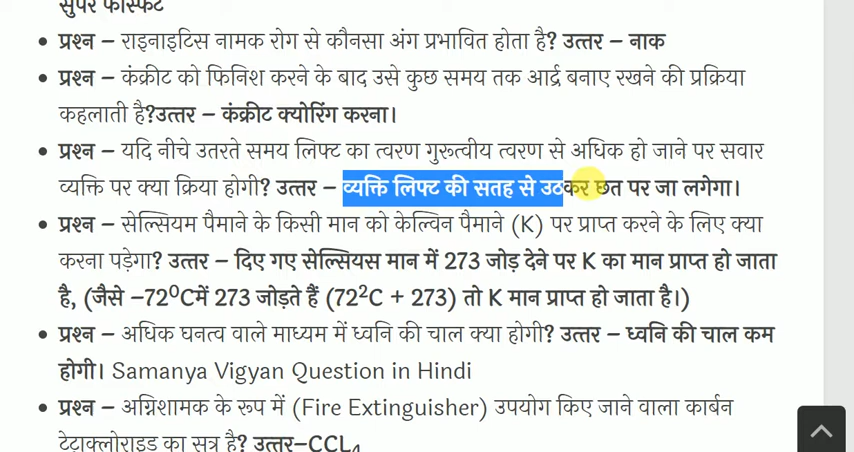 सुपर फास्फेट
प्रश्न – राइनाइटिस नामक रोग से कौनसा अंग प्रभावित होता है? उत्तर – नाक
प्रश्न – कंक्रीट को फिनिश करने के बाद उसे कुछ समय तक आर्द्र बनाए रखने की प्रक्रिया
कहलाती है?उत्तर – कंक्रीट क्योरिंग करना।
प्रश्न – यदि नीचे उतरते समय लिफ्ट का त्वरण गुरूत्वीय त्वरण से अधिक हो जाने पर सवार
व्यक्ति पर क्या क्रिया होगी? उत्तर – व्यक्ति लिफ्ट की सतह से उठकर छत पर जा लगेगा।
प्रश्न – सेल्सियम पैमाने के किसी मान को केल्विन पैमाने (K) पर प्राप्त करने के लिए क्या
करना पड़ेगा? उत्तर – दिए गए सेल्सियस मान में 273 जोड़ देने पर K का मान प्राप्त हो जाता
है, (जैसे –72⁰Cमें 273 जोड़ते हैं (72²C + 273) तो K मान प्राप्त हो जाता है।)
प्रश्न – अधिक घनत्व वाले माध्यम में ध्वनि की चाल क्या होगी? उत्तर – ध्वनि की चाल कम
होगी। Samanya Vigyan Question in Hindi
प्रश्न – अग्निशामक के रूप में (Fire Extinguisher) उपयोग किए जाने वाला कार्बन
टेट्राक्लोराइड का सूत्र है? उत्तर–CCL₄